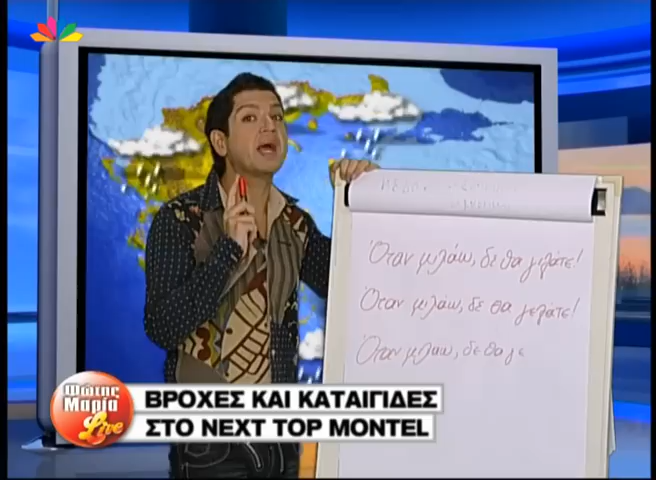 Όταν μιλάω, δε θα γελάτε!
Όταν μιλάω, δε θα γελάτε!
Όταν μιλάω, δε θα γε
Φώτης
Μαρία
Live
ΒΡΟΧΕΣ ΚΑΙ ΚΑΤΑΙΓΙΔΕΣ
ΣΤΟ NEXT TOP MONTEL